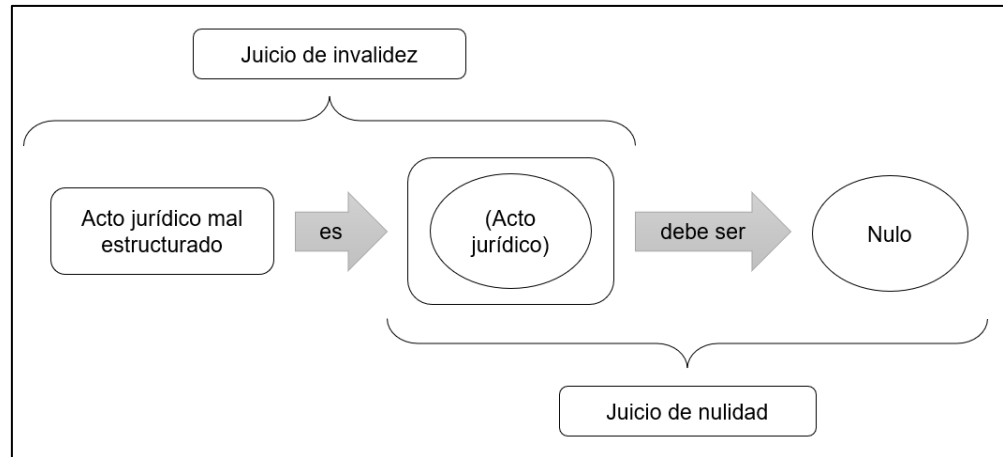 Juicio de invalidez
Acto jurídico mal
estructurado
es
(Acto
jurídico)
debe ser
Nulo
Juicio de nulidad